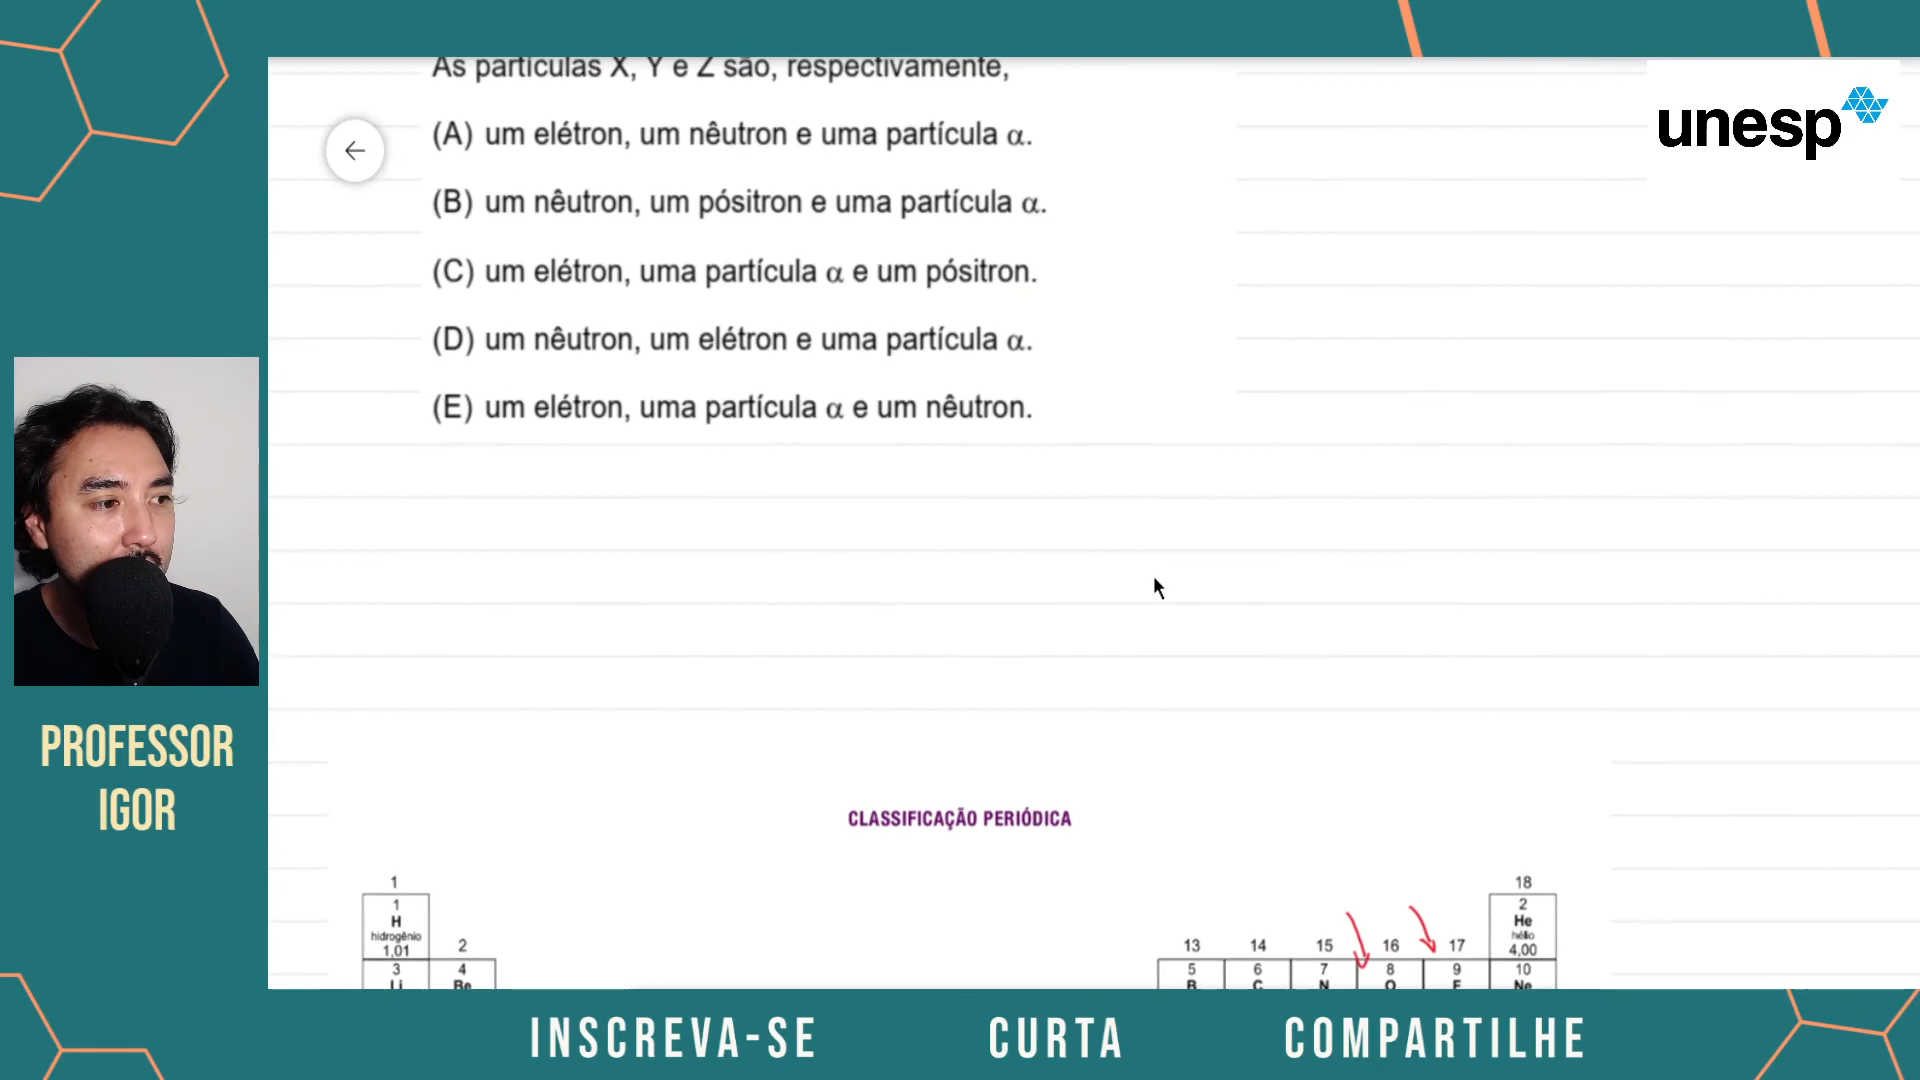 As partículas X, Y e Z são, respectivamente,
(A) um elétron, um nêutron e uma partícula α.
(B) um nêutron, um pósitron e uma partícula α.
(C) um elétron, uma partícula α e um pósitron.
(D) um nêutron, um elétron e uma partícula α.
(E) um elétron, uma partícula α e um nêutron.
unesp
PROFESSOR
IGOR
CLASSIFICAÇÃO PERIÓDICA
1
18
1
H
hidrogênio
1,01
2
He
hélio
4,00
2
13 14 15 16 17
3 4 5 6 7 8 9 10
Li Be B C N O F Ne
INSCREVA-SE CURTA COMPARTILHE